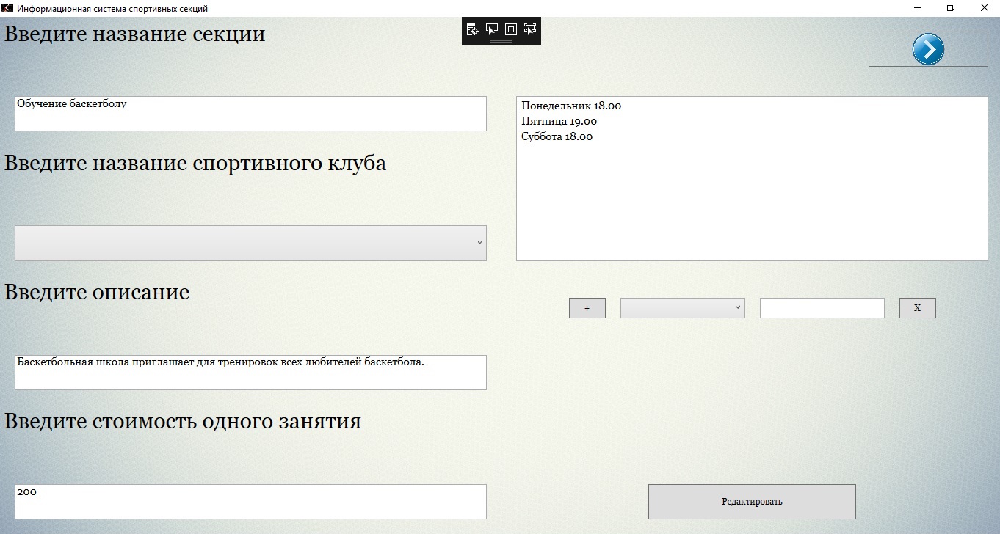 Информационная система спортивных секций
Введите название секции
Обучение баскетболу
Введите название спортивного клуба
Введите описание
Баскетбольная школа приглашает для тренировок всех любителей баскетбола.
Введите стоимость одного занятия
200
Понедельник 18.00
Пятница 19.00
Суббота 18.00
+
X
Редактировать